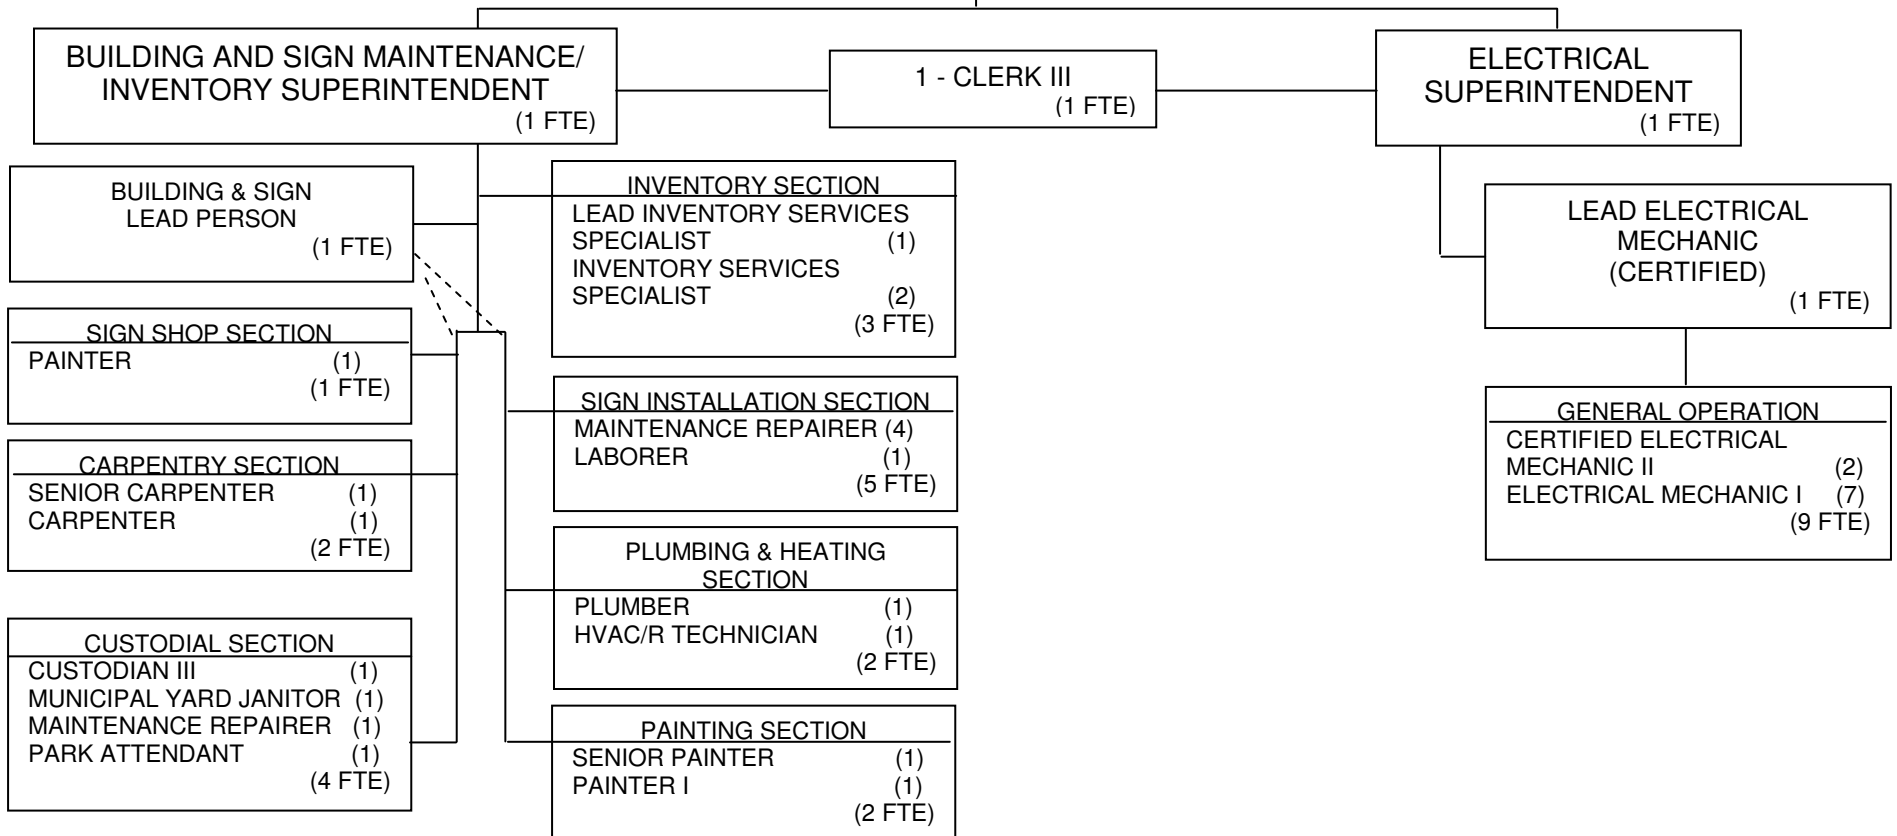 BUILDING AND SIGN MAINTENANCE/
INVENTORY SUPERINTENDENT
(1 FTE)
1 - CLERK III
(1 FTE)
ELECTRICAL
SUPERINTENDENT
(1 FTE)
BUILDING & SIGN
LEAD PERSON
(1 FTE)
INVENTORY SECTION
LEAD INVENTORY SERVICES
SPECIALIST (1)
INVENTORY SERVICES
SPECIALIST (2)
(3 FTE)
LEAD ELECTRICAL
MECHANIC
(CERTIFIED)
(1 FTE)
SIGN SHOP SECTION
PAINTER (1)
(1 FTE)
SIGN INSTALLATION SECTION
MAINTENANCE REPAIRER (4)
LABORER (1)
(5 FTE)
GENERAL OPERATION
CERTIFIED ELECTRICAL
MECHANIC II (2)
ELECTRICAL MECHANIC I (7)
(9 FTE)
CARPENTRY SECTION
SENIOR CARPENTER (1)
CARPENTER (1)
(2 FTE)
PLUMBING & HEATING
SECTION
PLUMBER (1)
HVAC/R TECHNICIAN (1)
(2 FTE)
CUSTODIAL SECTION
CUSTODIAN III (1)
MUNICIPAL YARD JANITOR (1)
MAINTENANCE REPAIRER (1)
PARK ATTENDANT (1)
(4 FTE)
PAINTING SECTION
SENIOR PAINTER (1)
PAINTER I (1)
(2 FTE)